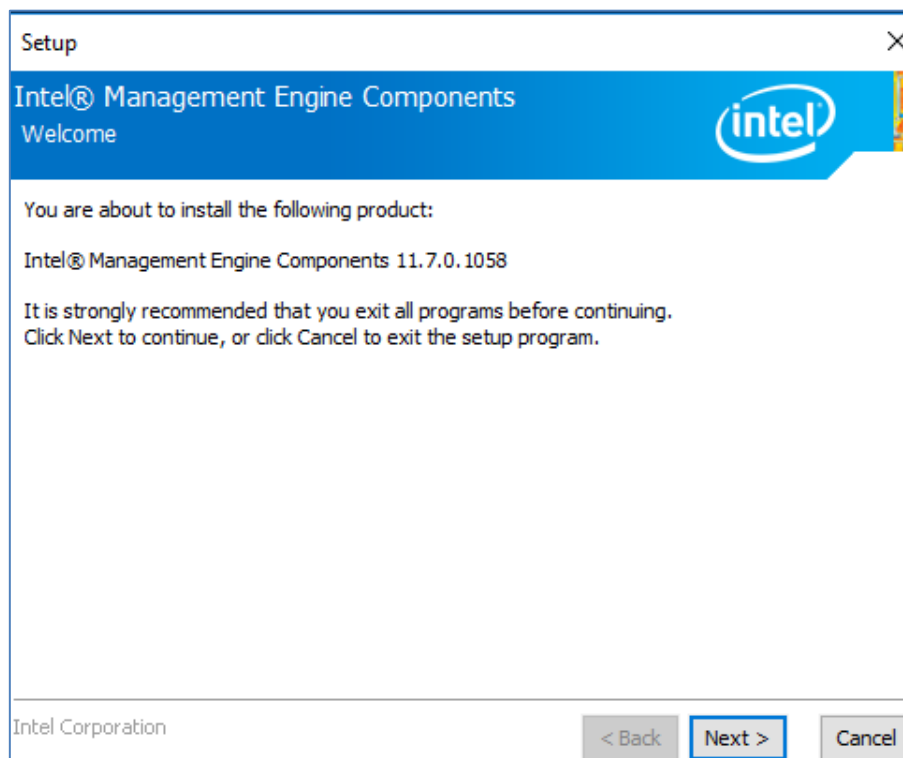 Setup
Intel® Management Engine Components
Welcome
intel
You are about to install the following product:
Intel® Management Engine Components 11.7.0.1058
It is strongly recommended that you exit all programs before continuing.
Click Next to continue, or click Cancel to exit the setup program.
Intel Corporation
< Back Next > Cancel